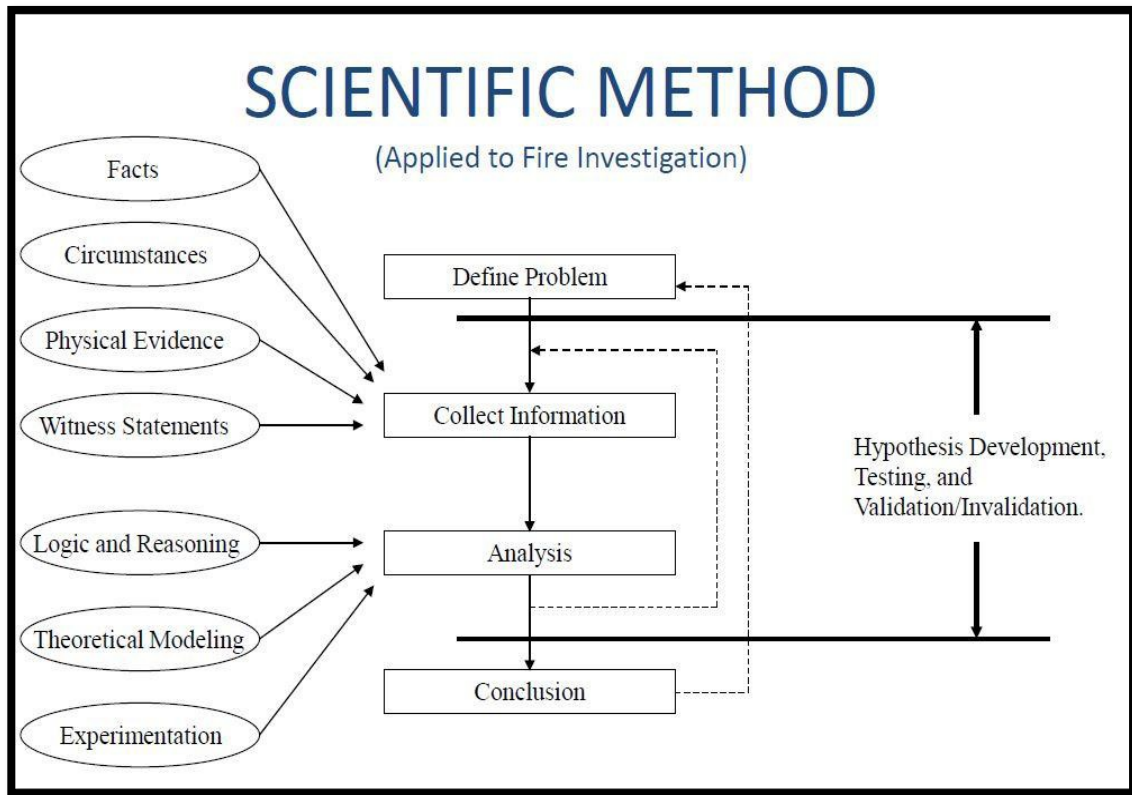 SCIENTIFIC METHOD
(Applied to Fire Investigation)
Facts
Circumstances
Physical Evidence
Witness Statements
Logic and Reasoning
Theoretical Modeling
Experimentation
Define Problem
Collect Information
Analysis
Conclusion
Hypothesis Development,
Testing, and
Validation/Invalidation.